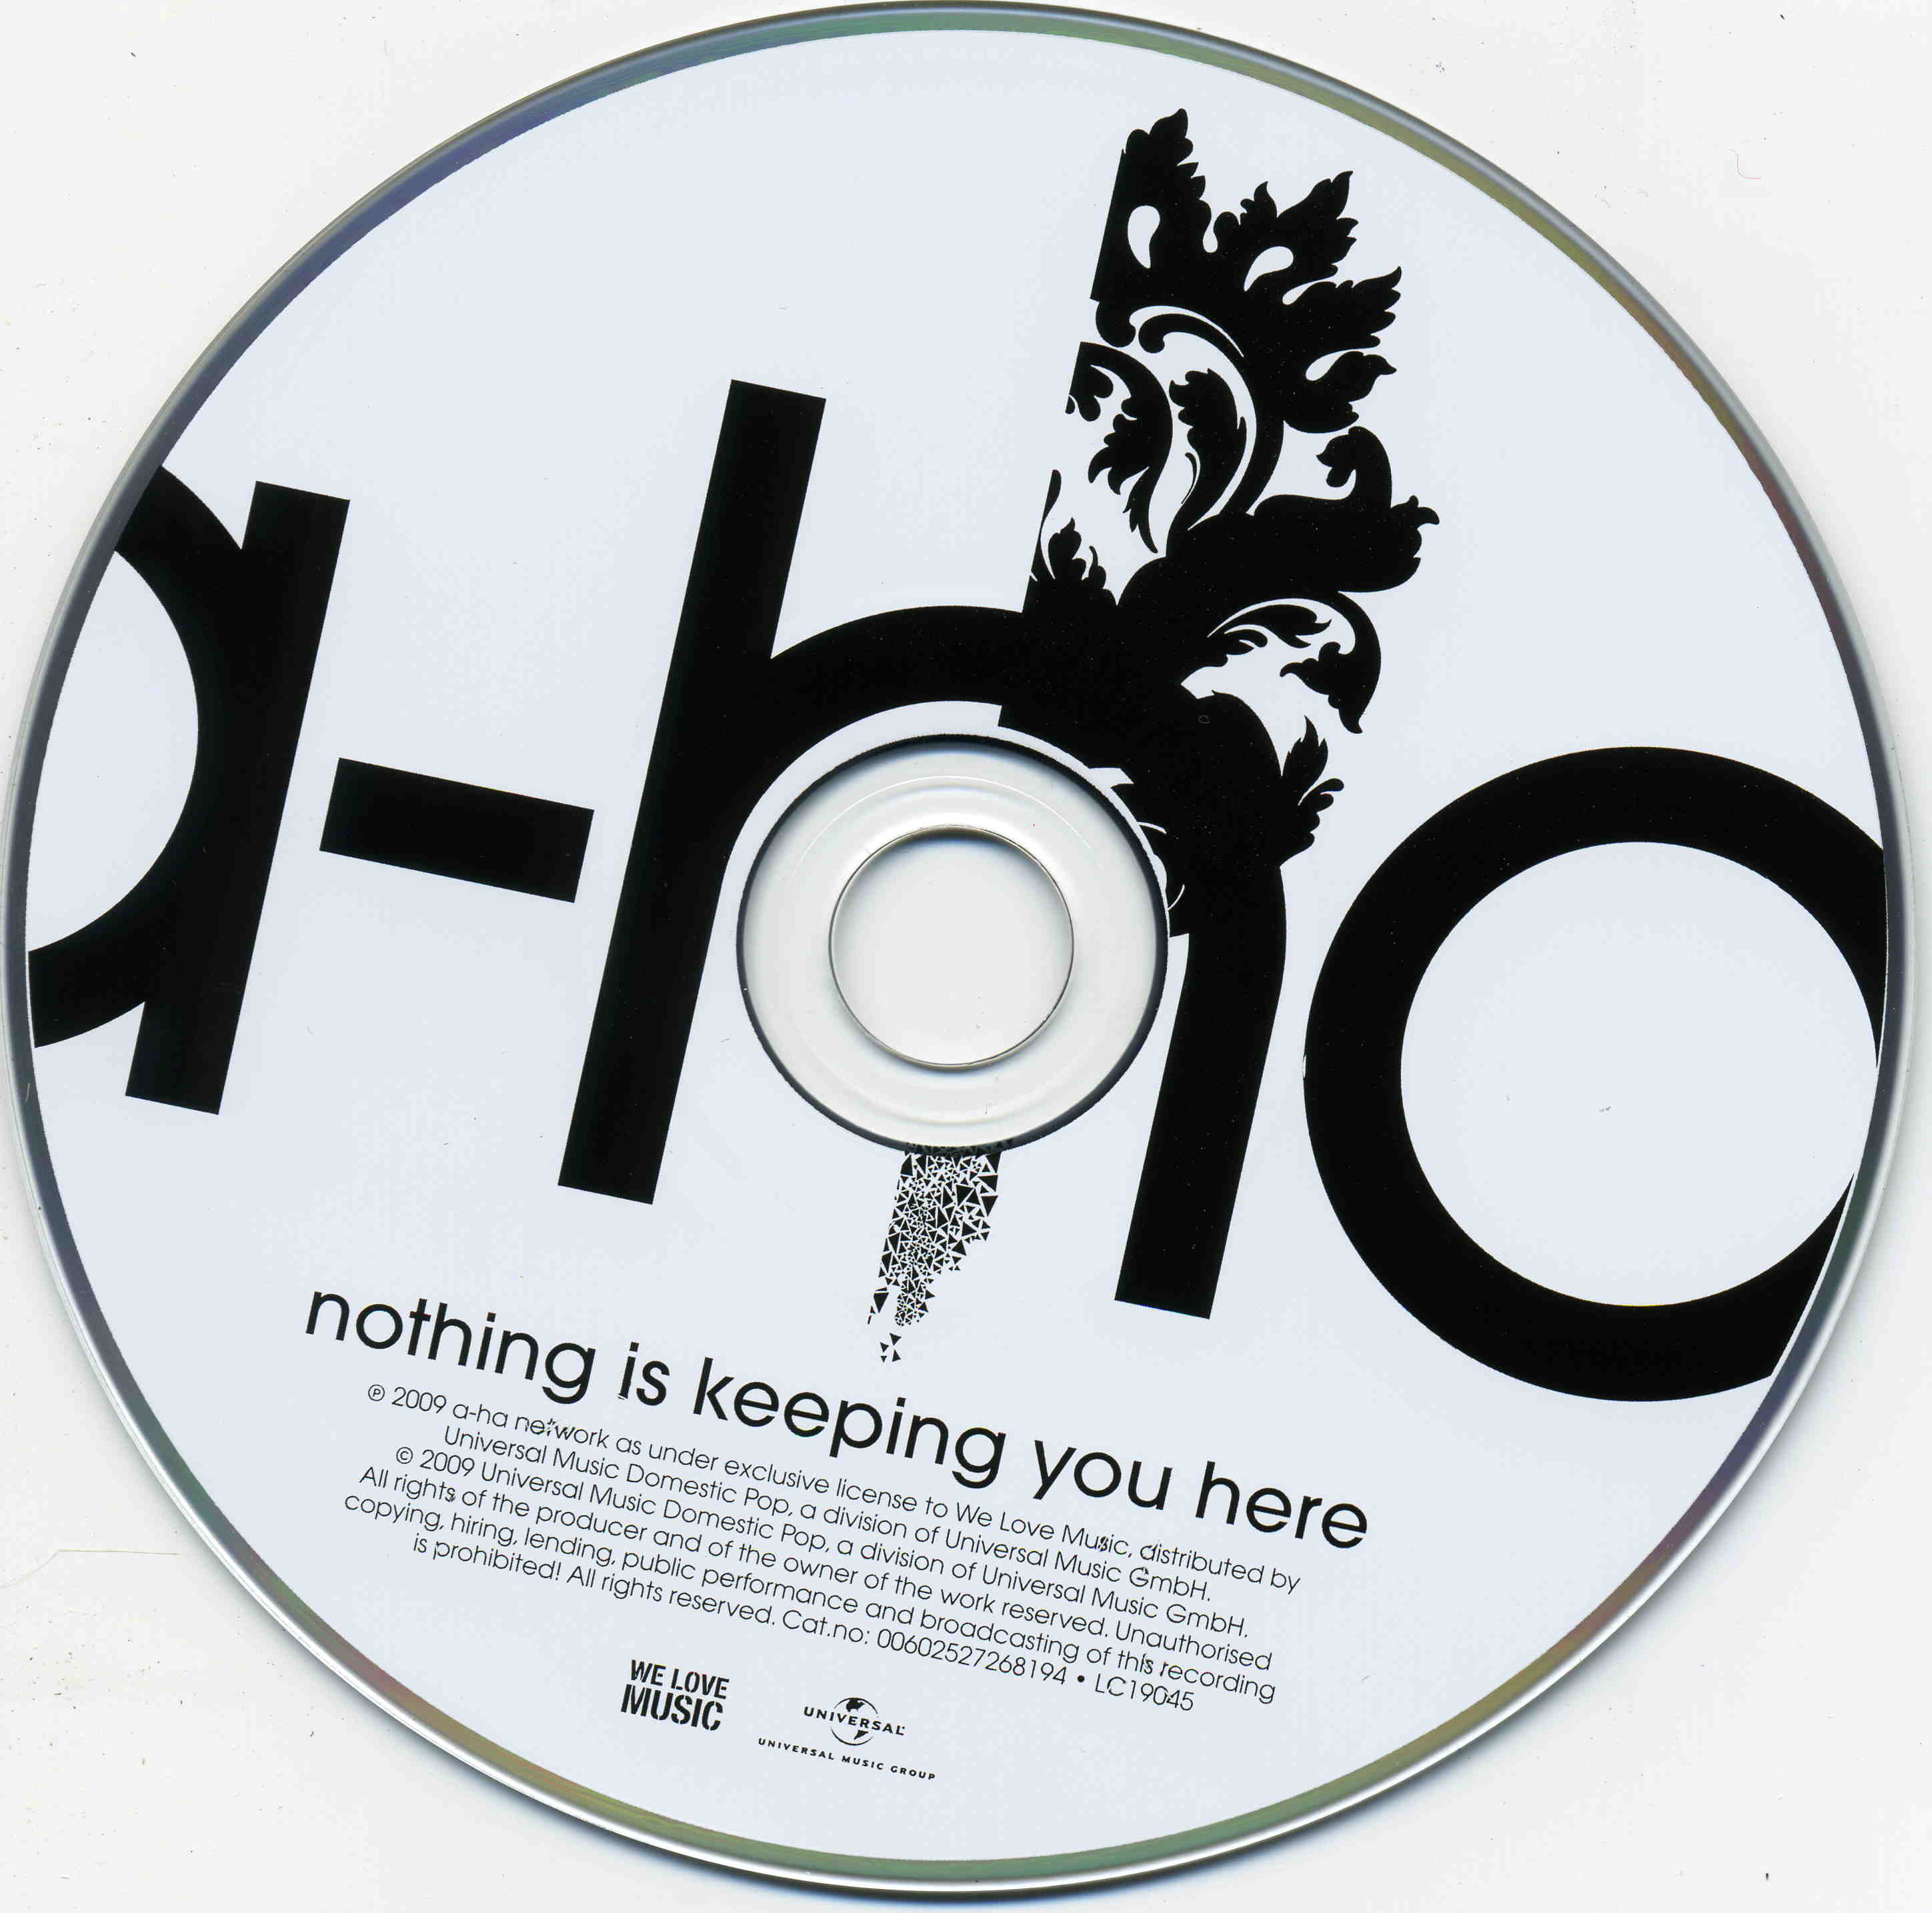 a-ha
nothing is keeping you here
℗ 2009 a-ha network as under exclusive license to We Love Music, distributed by
Universal Music Domestic Pop, a division of Universal Music GmbH.
© 2009 Universal Music Domestic Pop, a division of Universal Music GmbH.
All rights of the producer and of the owner of the work reserved. Unauthorised
copying, hiring, lending, public performance and broadcasting of this recording
is prohibited! All rights reserved. Cat.no: 00602527268194 • LC19045
WE LOVE
MUSIC
UNIVERSAL
UNIVERSAL MUSIC GROUP